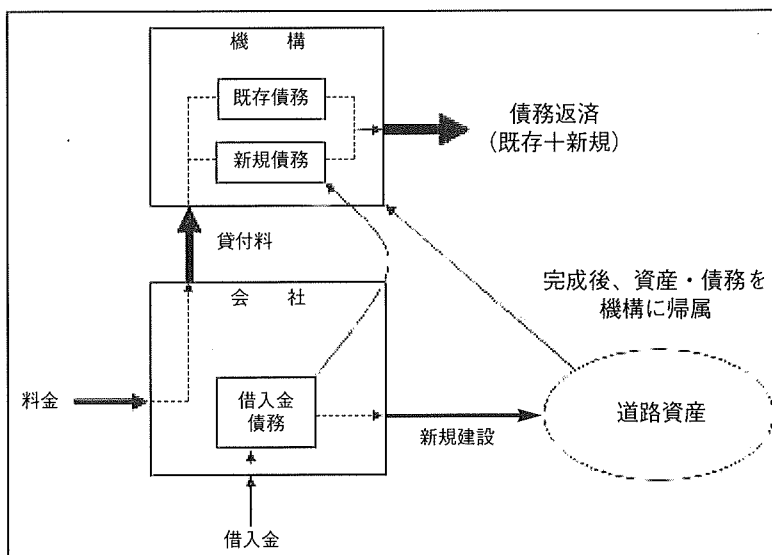 機 構
既存債務
新規債務
債務返済
（既存＋新規）
貸付料
会 社
完成後、資産・債務を
機構に帰属
料金
借入金
債務
新規建設
道路資産
借入金